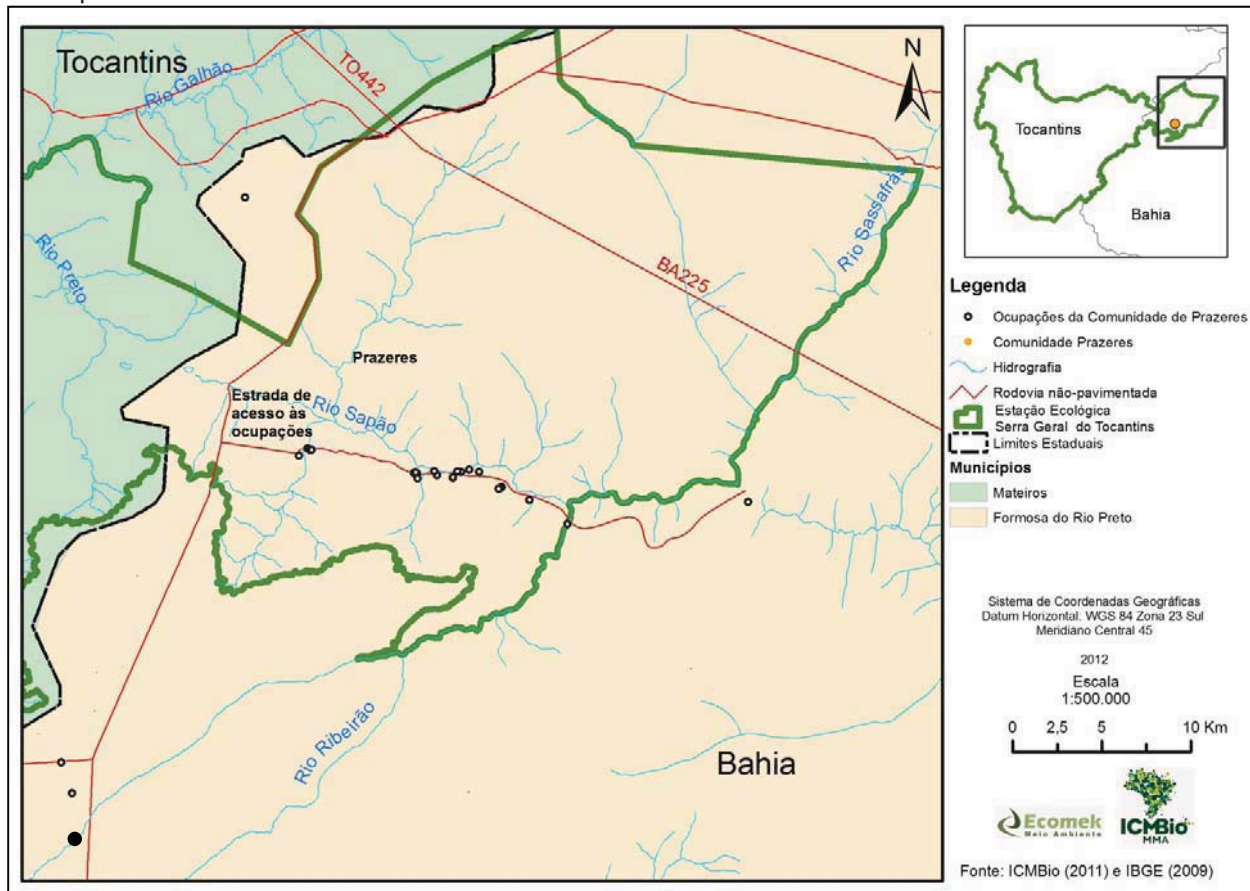 Tocantins
Rio Galhão
TO442
N
Rio Preto
Rio Sassafrás
BA225
Prazeres
Estrada de
acesso às
ocupações
Rio Sapão
Rio Ribeirão
Bahia
Tocantins
Bahia
Legenda
Ocupações da Comunidade de Prazeres
Comunidade Prazeres
Hidrografia
Rodovia não-pavimentada
Estação Ecológica
Serra Geral do Tocantins
Limites Estaduais
Municípios
Mateiros
Formosa do Rio Preto
Sistema de Coordenadas Geográficas
Datum Horizontal: WGS 84 Zona 23 Sul
Meridiano Central 45
2012
Escala
1:500.000
0 2,5 5 10 Km
Ecomek
Meio Ambiente
ICMBio
MMA
Fonte: ICMBio (2011) e IBGE (2009)